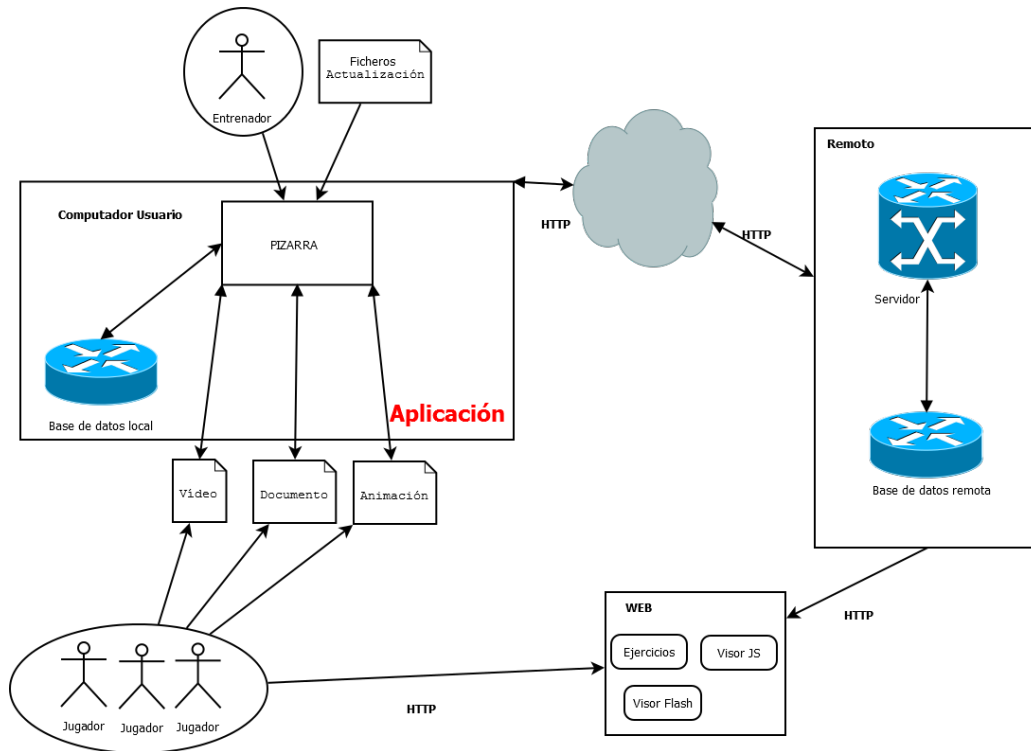 Ficheros
Actualización
Entrenador
Remoto
Computador Usuario
HTTP
HTTP
PIZARRA
Servidor
Aplicación
Base de datos local
Base de datos remota
Vídeo
Documento
Animación
WEB
HTTP
Ejercicios
Visor JS
Visor Flash
HTTP
Jugador
Jugador
Jugador